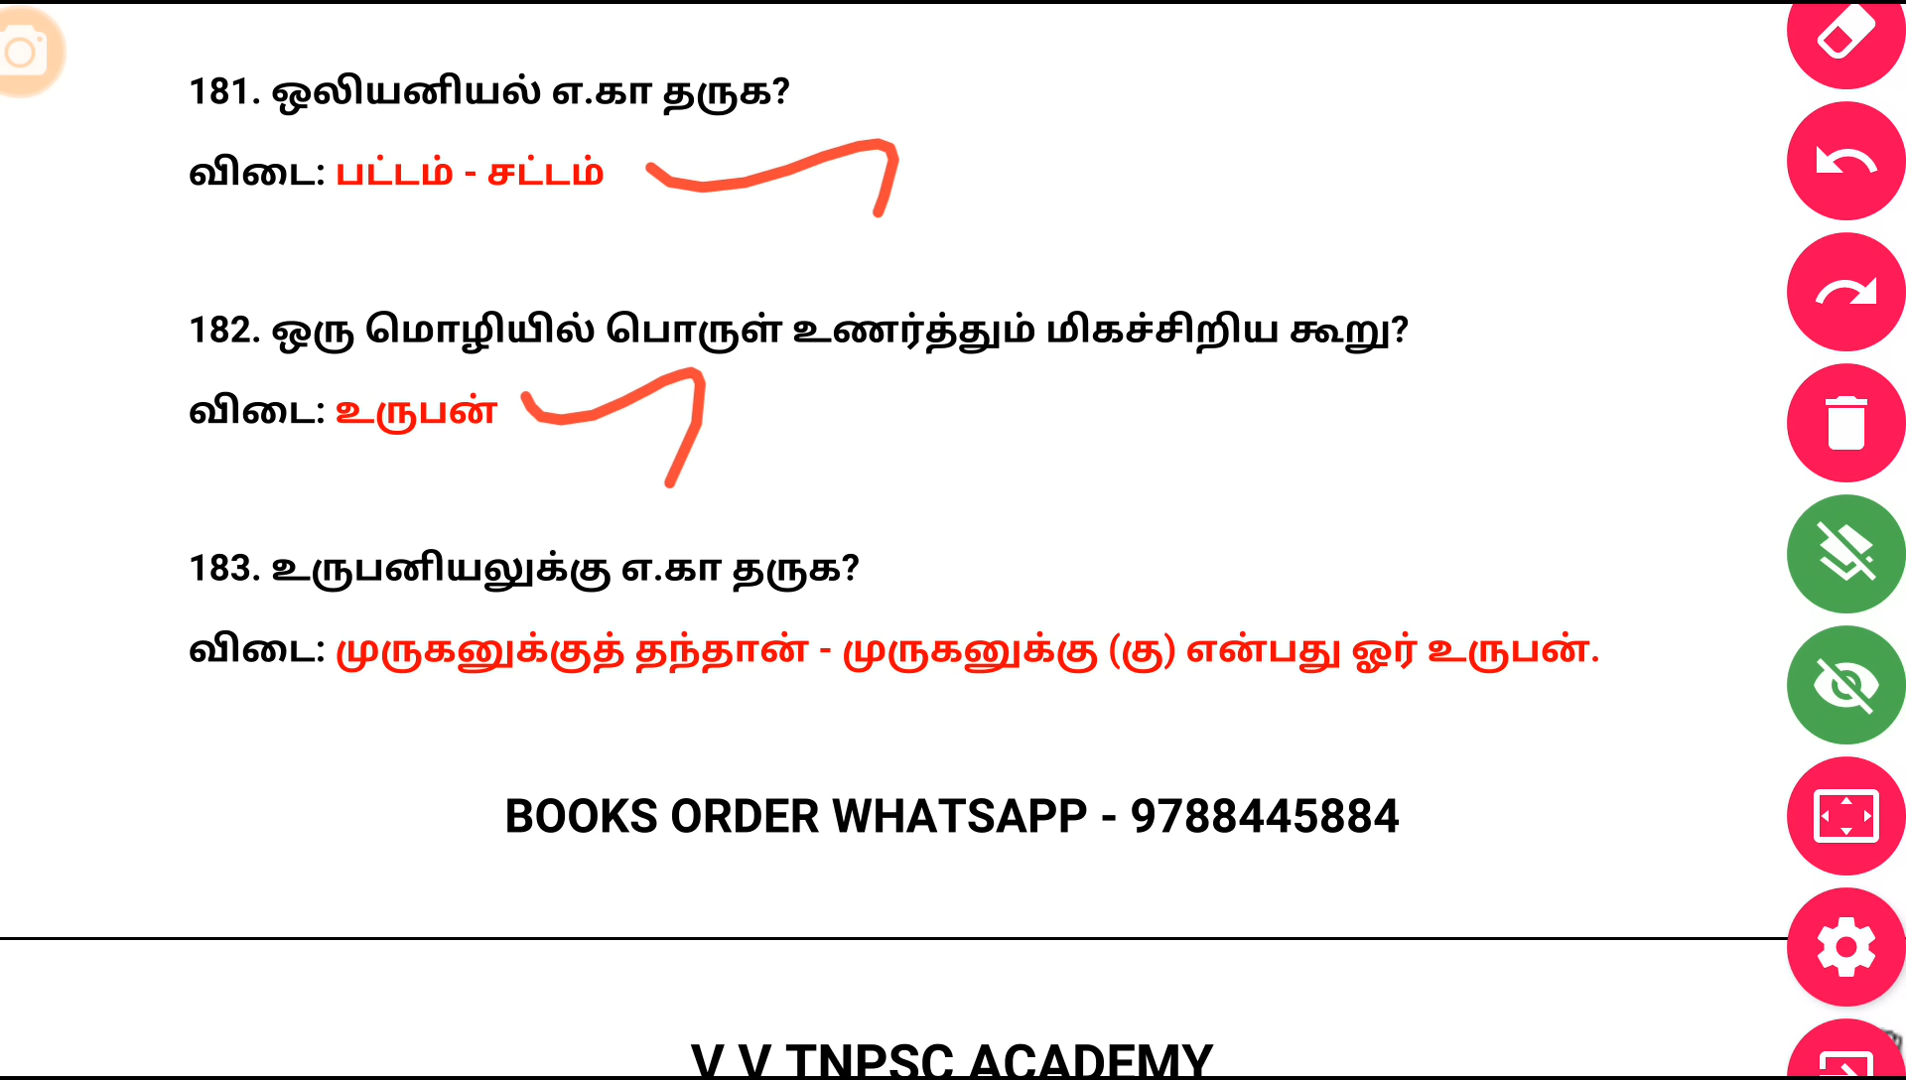 181. ஒலியனியல் எ.கா தருக?
விடை: பட்டம் - சட்டம்
182. ஒரு மொழியில் பொருள் உணர்த்தும் மிகச்சிறிய கூறு?
விடை: உருபன்
183. உருபனியலுக்கு எ.கா தருக?
விடை: முருகனுக்குத் தந்தான் - முருகனுக்கு (கு) என்பது ஓர் உருபன்.
BOOKS ORDER WHATSAPP - 9788445884
V V TNPSC ACADEMY